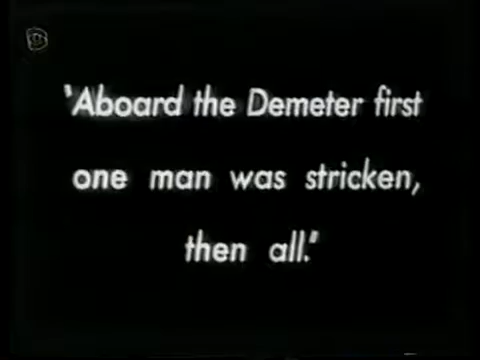 "Aboard the Demeter first
one man was stricken,
then all."